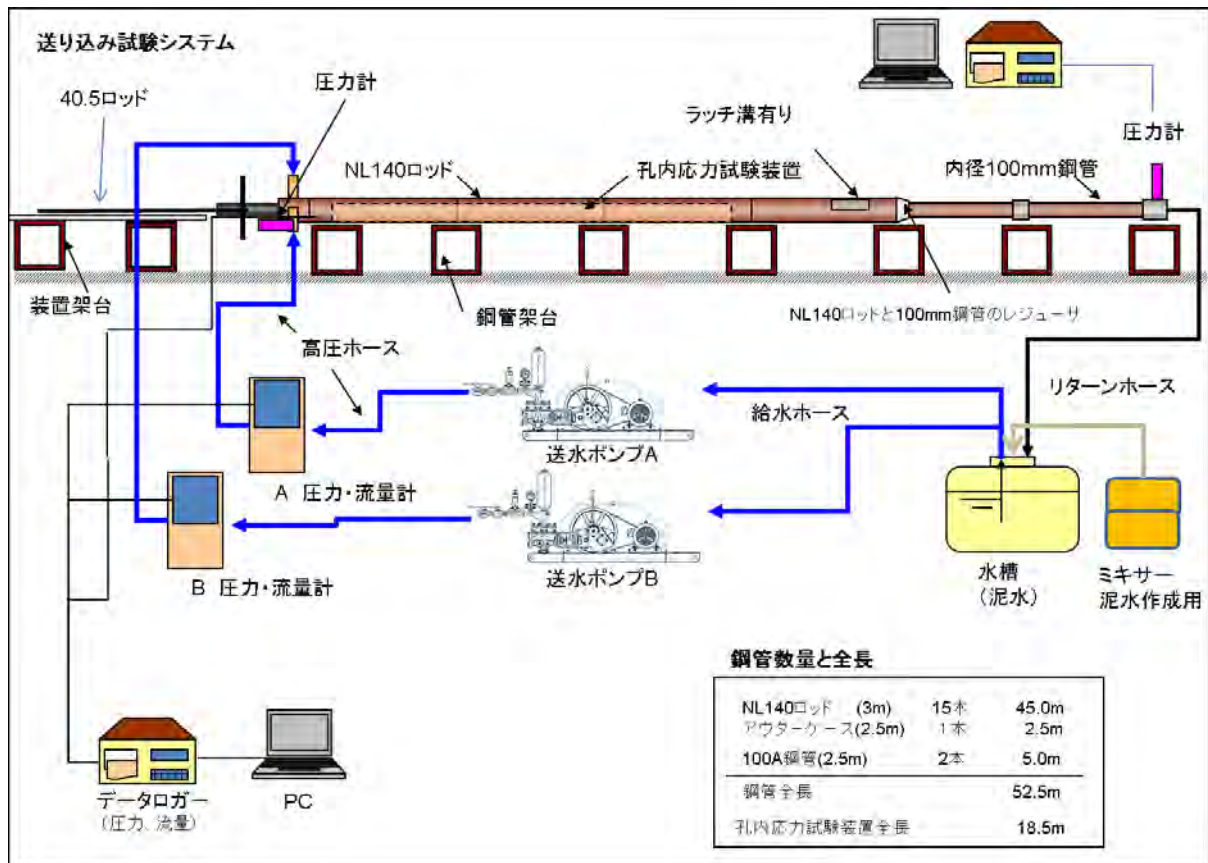 送り込み試験システム
40.5ロッド
圧力計
ラッチ溝有り
圧力計
NL140ロッド
孔内応力試験装置
内径100mm鋼管
装置架台
鋼管架台
NL140ロッドと100mm鋼管のレジューサ
高圧ホース
給水ホース
リターンホース
送水ポンプA
A 圧力・流量計
送水ポンプB
B 圧力・流量計
水槽
(泥水)
ミキサー
泥水作成用
鋼管数量と全長
NL140ロッド (3m) 15本 45.0m
アウターケース(2.5m) 1本 2.5m
100A鋼管(2.5m) 2本 5.0m
鋼管全長 52.5m
孔内応力試験装置全長 18.5m
データロガー
(圧力、流量)
PC